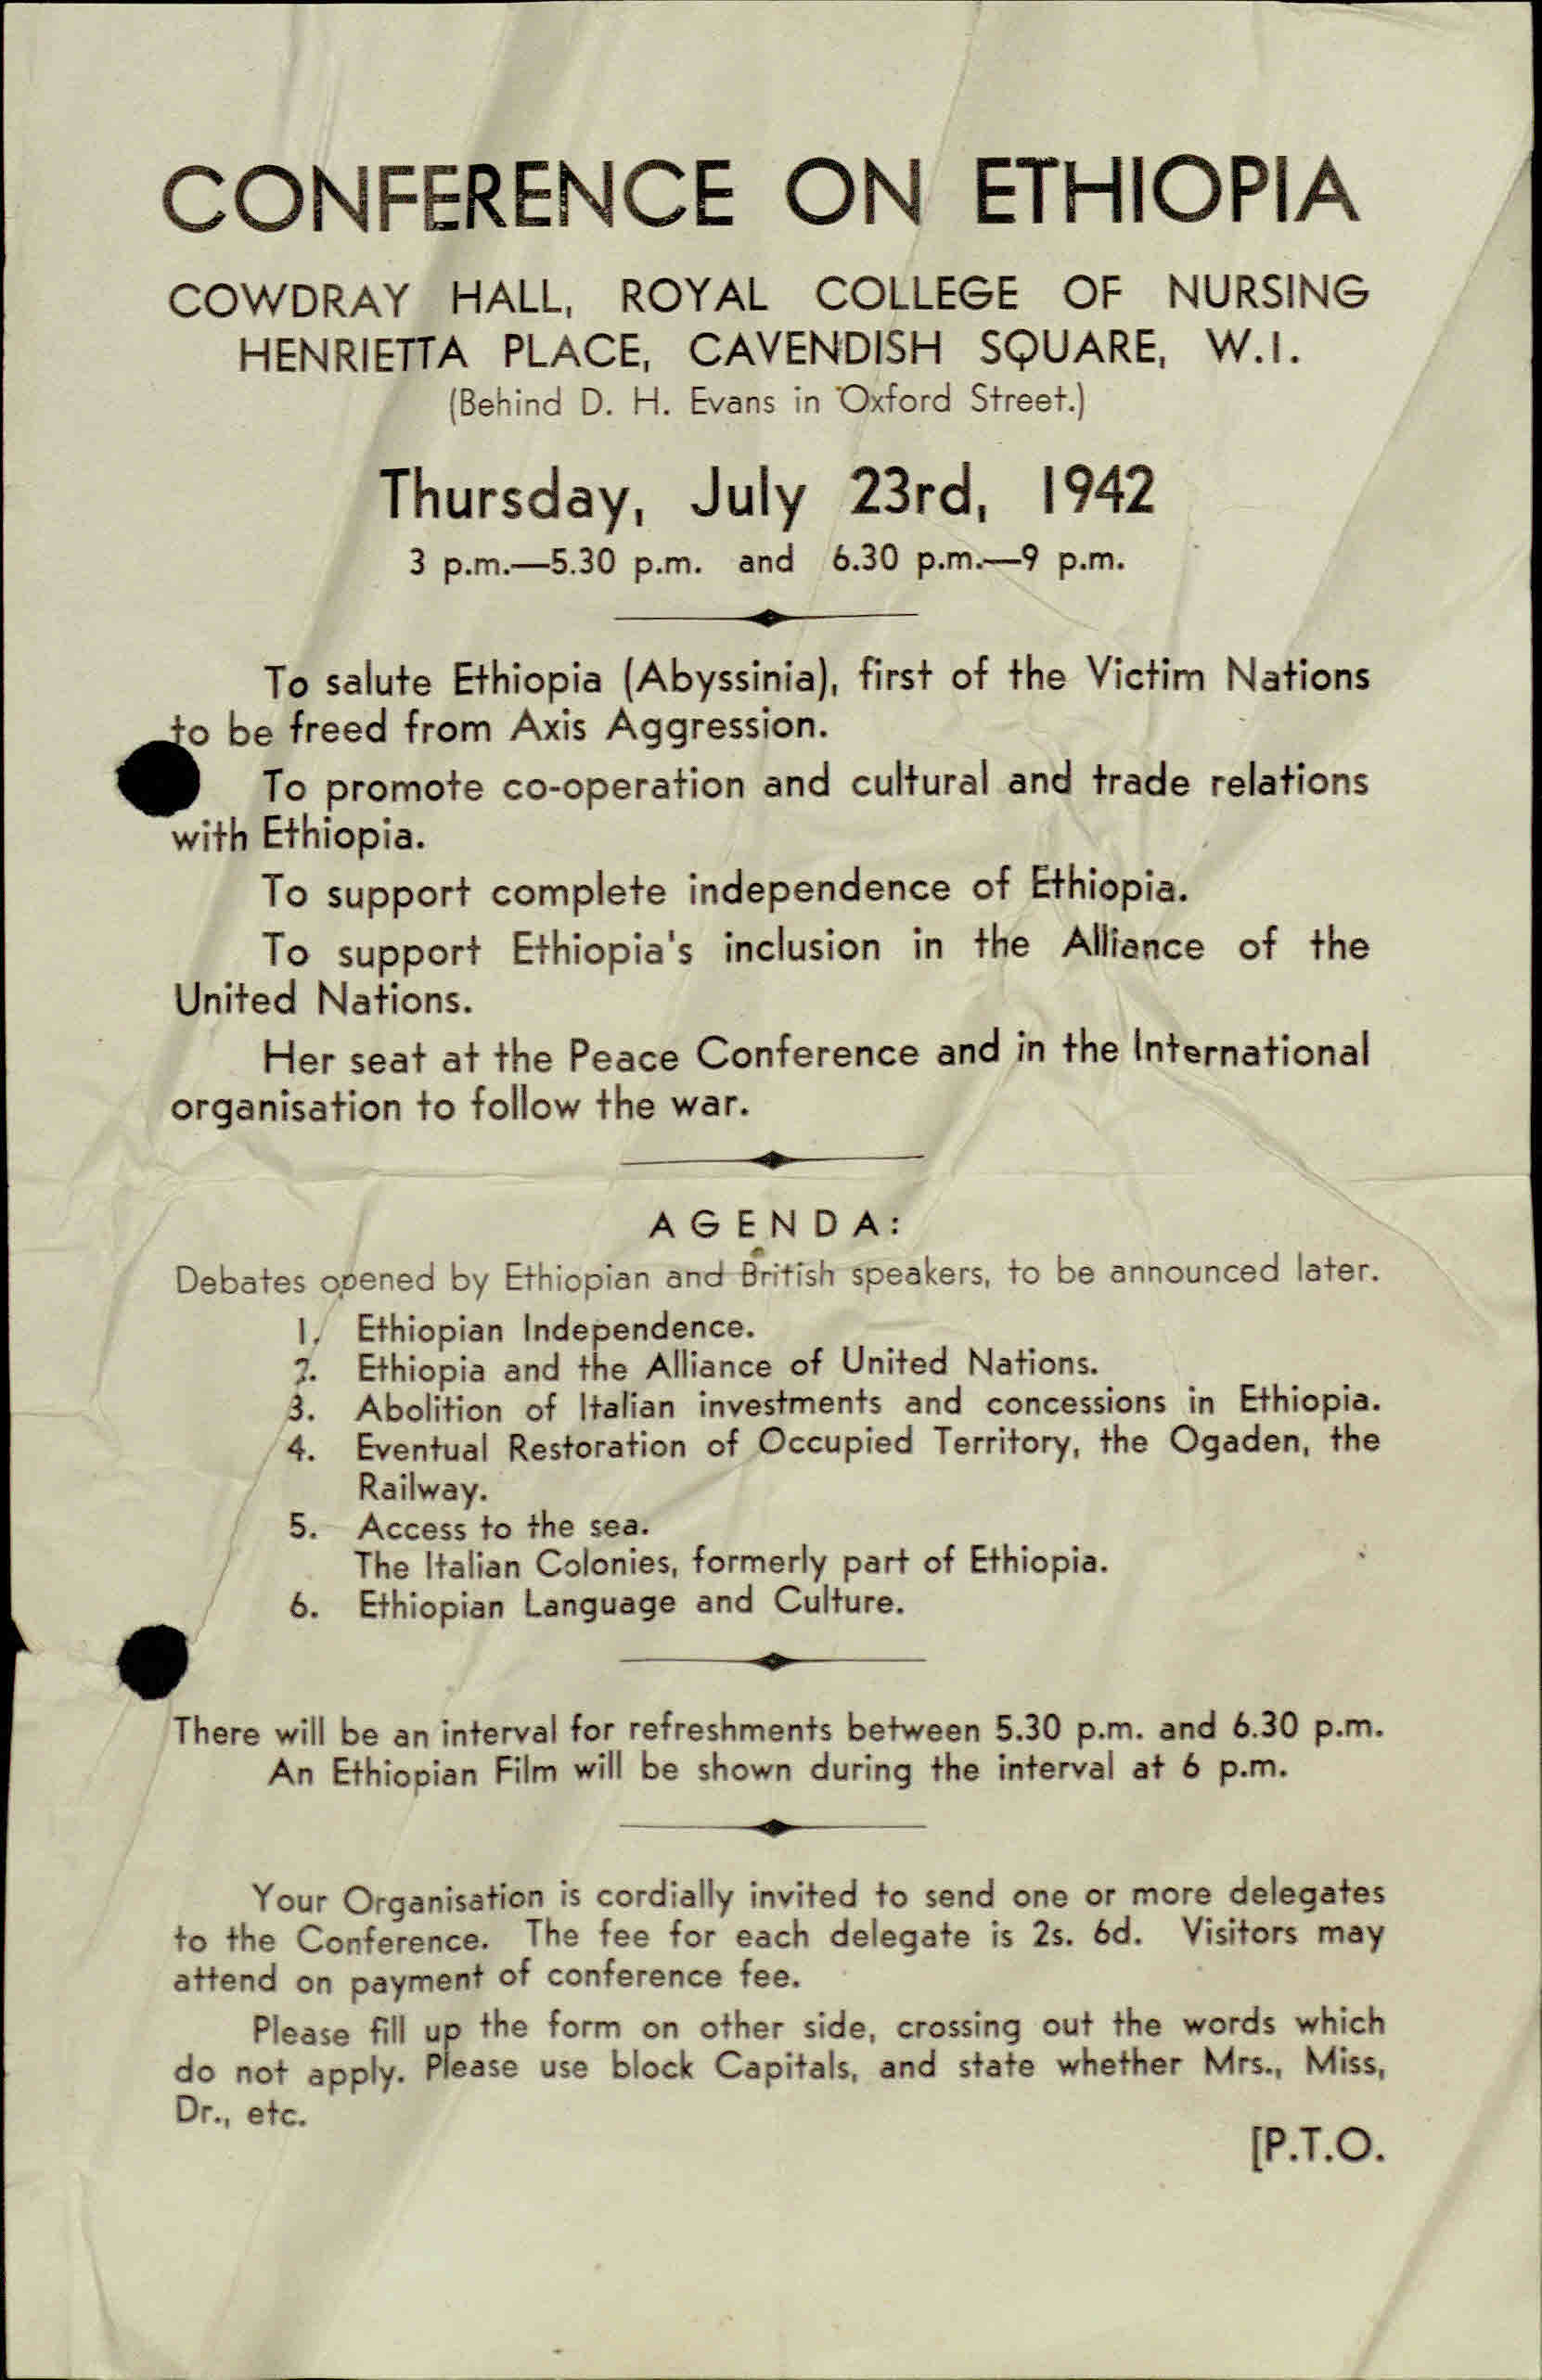 CONFERENCE ON ETHIOPIA
COWDRAY HALL, ROYAL COLLEGE OF NURSING
HENRIETTA PLACE, CAVENDISH SQUARE, W.I.
(Behind D. H. Evans in Oxford Street.)
Thursday, July 23rd, 1942
3 p.m.—5.30 p.m. and 6.30 p.m.—9 p.m.
To salute Ethiopia (Abyssinia), first of the Victim Nations
to be freed from Axis Aggression.
To promote co-operation and cultural and trade relations
with Ethiopia.
To support complete independence of Ethiopia.
To support Ethiopia's inclusion in the Alliance of the
United Nations.
Her seat at the Peace Conference and in the International
organisation to follow the war.
AGENDA:
Debates opened by Ethiopian and British speakers, to be announced later.
1. Ethiopian Independence.
2. Ethiopia and the Alliance of United Nations.
3. Abolition of Italian investments and concessions in Ethiopia.
4. Eventual Restoration of Occupied Territory, the Ogaden, the
Railway.
5. Access to the sea.
The Italian Colonies, formerly part of Ethiopia.
6. Ethiopian Language and Culture.
There will be an interval for refreshments between 5.30 p.m. and 6.30 p.m.
An Ethiopian Film will be shown during the interval at 6 p.m.
Your Organisation is cordially invited to send one or more delegates
to the Conference. The fee for each delegate is 2s. 6d. Visitors may
attend on payment of conference fee.
Please fill up the form on other side, crossing out the words which
do not apply. Please use block Capitals, and state whether Mrs., Miss,
Dr., etc.
[P.T.O.